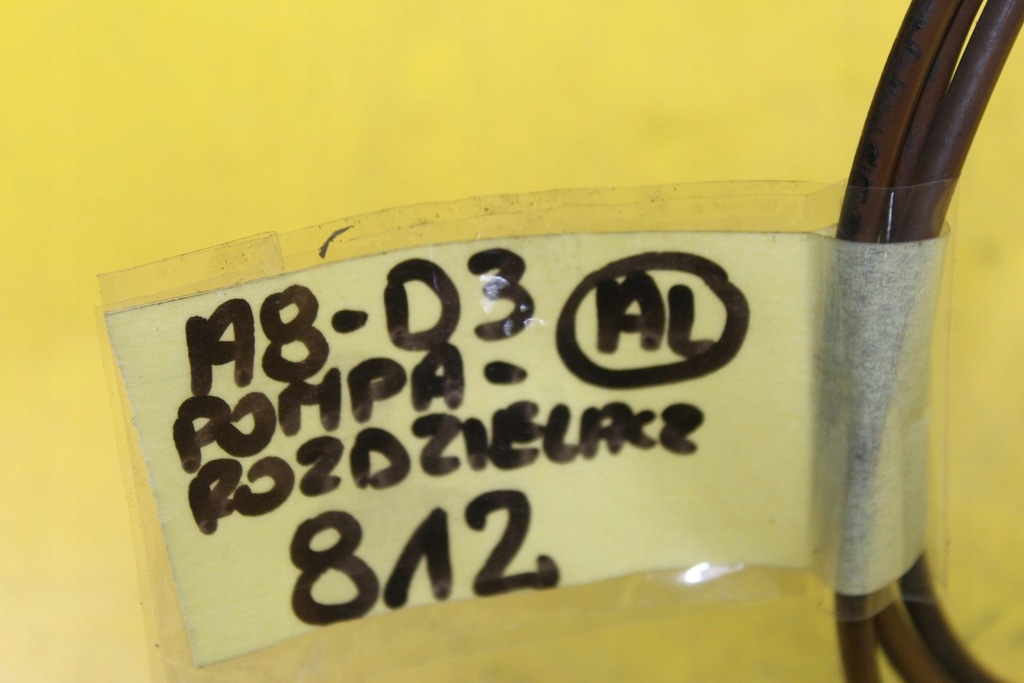 A8-D3 AL
POMPA-
ROZDZIELACZ
812